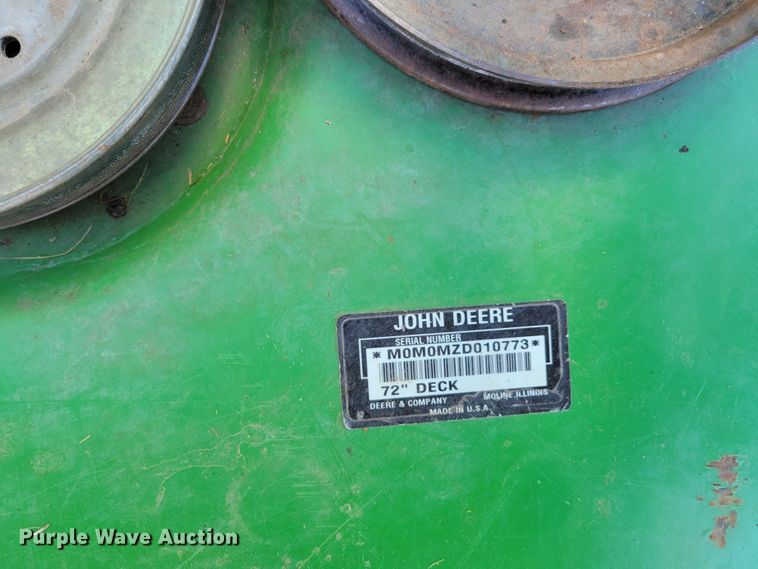 JOHN DEERE
SERIAL NUMBER
* M0M0MZD010773 *
72" DECK
DEERE & COMPANY MOLINE, ILLINOIS
MADE IN U.S.A.
Purple Wave Auction